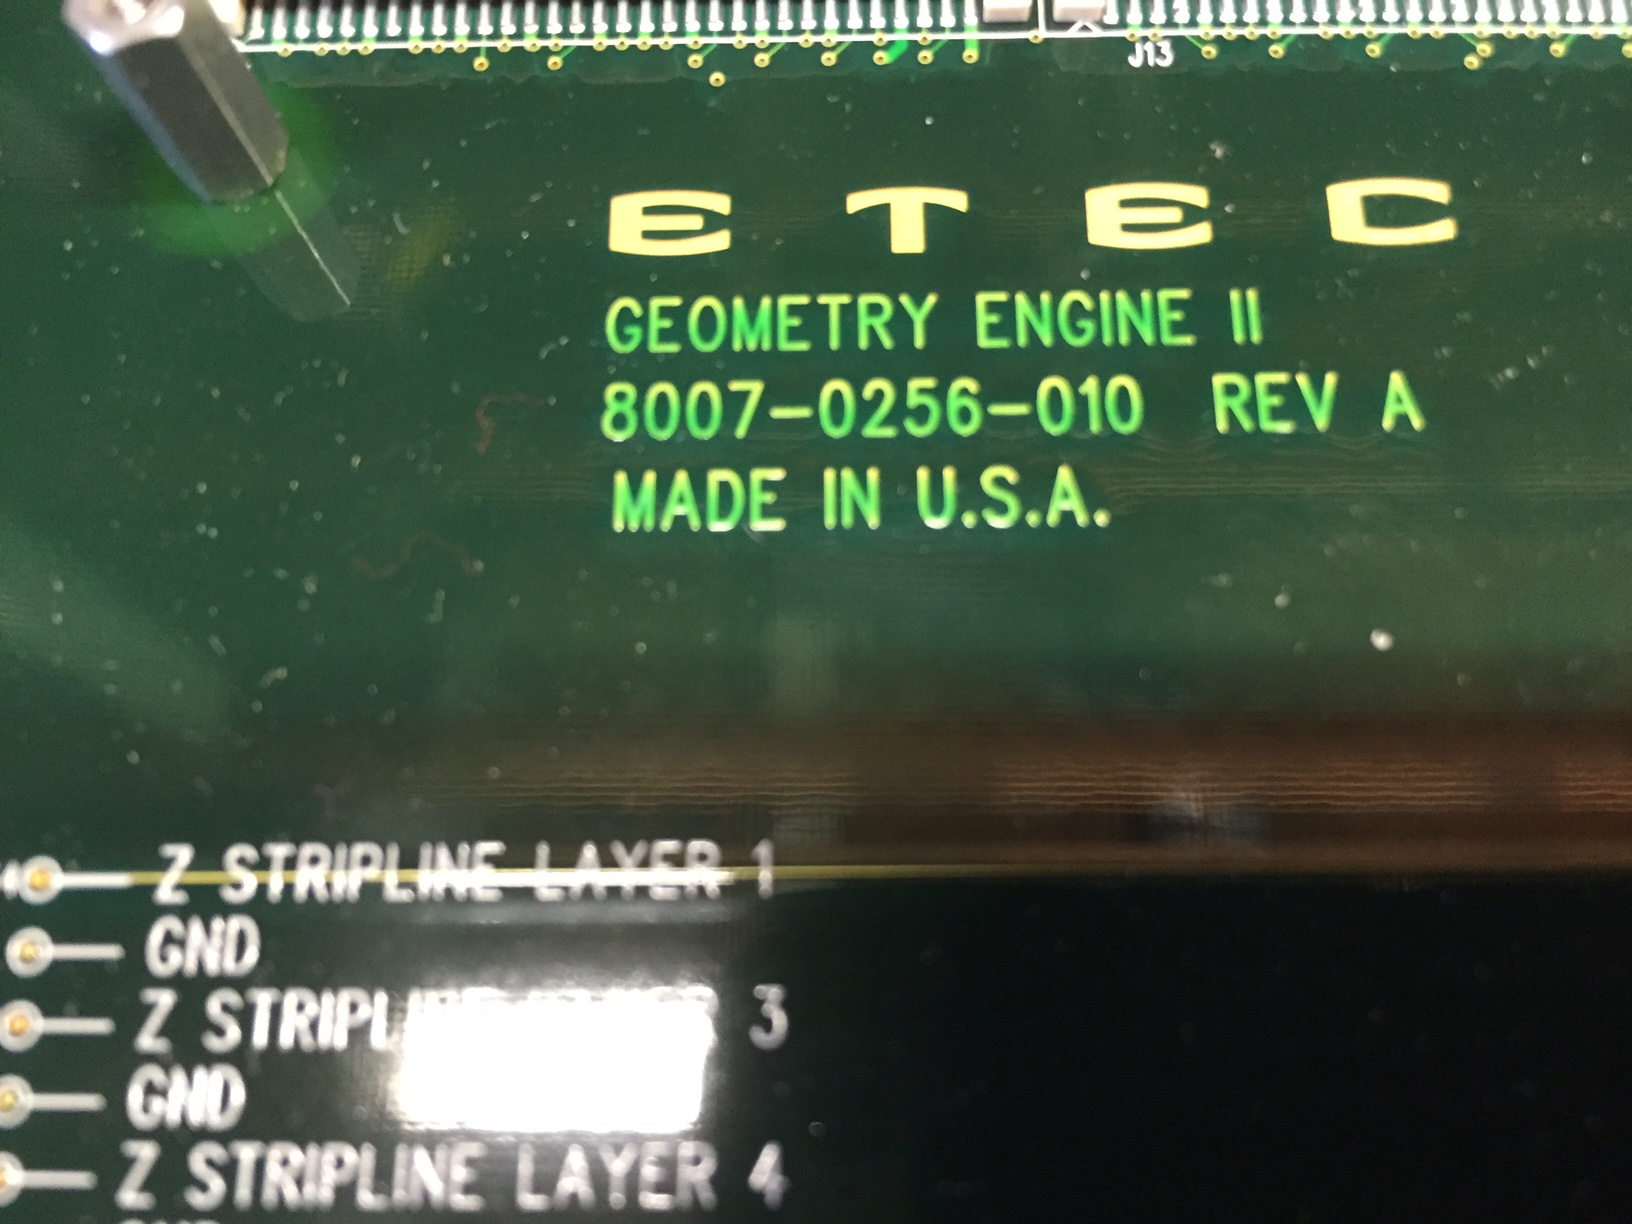 J13
ETEC
GEOMETRY ENGINE II
8007-0256-010 REV A
MADE IN U.S.A.
Z STRIPLINE LAYER 1
GND
Z STRIPL 3
GND
Z STRIPLINE LAYER 4